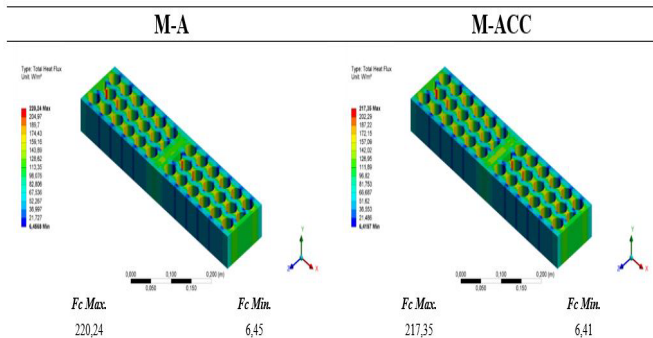 M-A
M-ACC
Type: Total Heat Flux
Unit: W/m²
220,24 Max
204,97
189,7
174,43
159,16
143,89
128,62
113,35
98,076
82,806
67,536
52,267
36,997
21,727
6,4568 Min
0,000
0,100
0,200 (m)
0,050
0,150
Y
X
Z
Type: Total Heat Flux
Unit: W/m²
217,35 Max
202,29
187,22
172,15
157,09
142,02
126,95
111,89
96,82
81,753
66,687
51,62
36,553
21,486
6,4197 Min
0,000
0,100
0,200 (m)
0,050
0,150
Y
X
Z
Fc Max.
Fc Min.
Fc Max.
Fc Min.
220,24
6,45
217,35
6,41